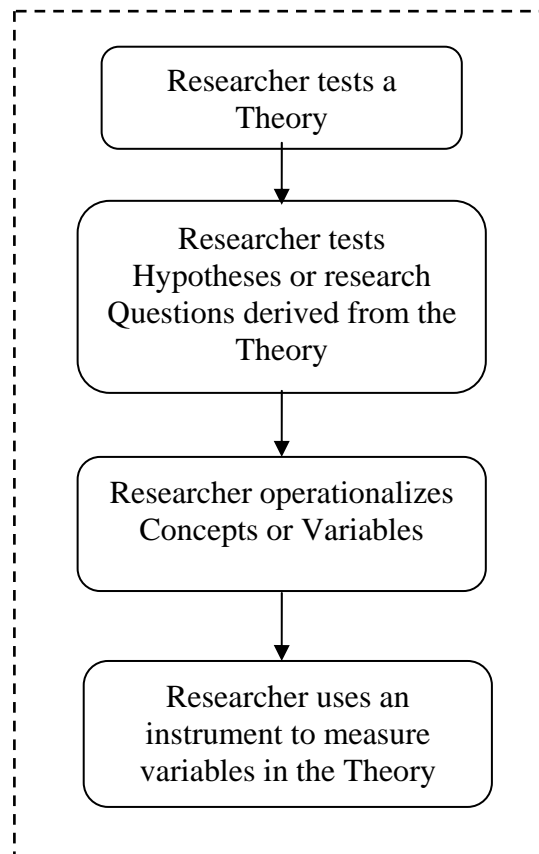 Researcher tests a
Theory
Researcher tests
Hypotheses or research
Questions derived from the
Theory
Researcher operationalizes
Concepts or Variables
Researcher uses an
instrument to measure
variables in the Theory